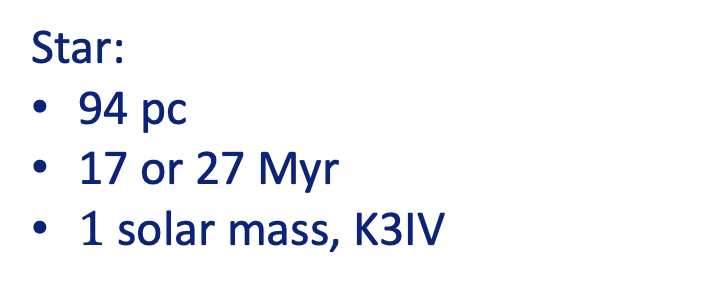 Star:
• 94 pc
• 17 or 27 Myr
• 1 solar mass, K3IV